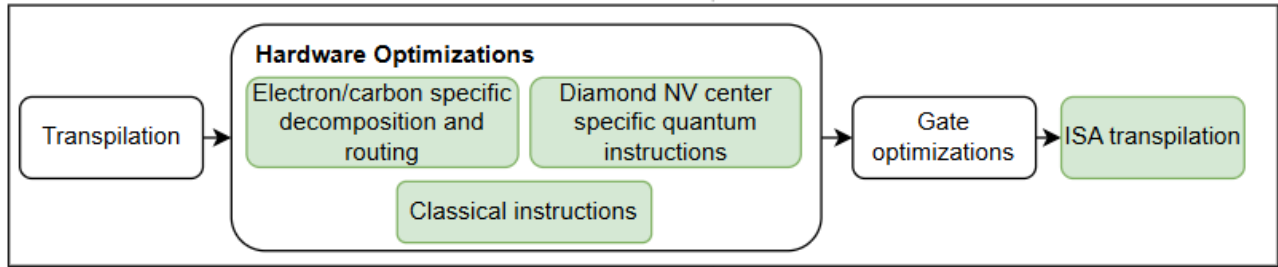 Transpilation
Hardware Optimizations
Electron/carbon specific
decomposition and
routing
Diamond NV center
specific quantum
instructions
Classical instructions
Gate
optimizations
ISA transpilation